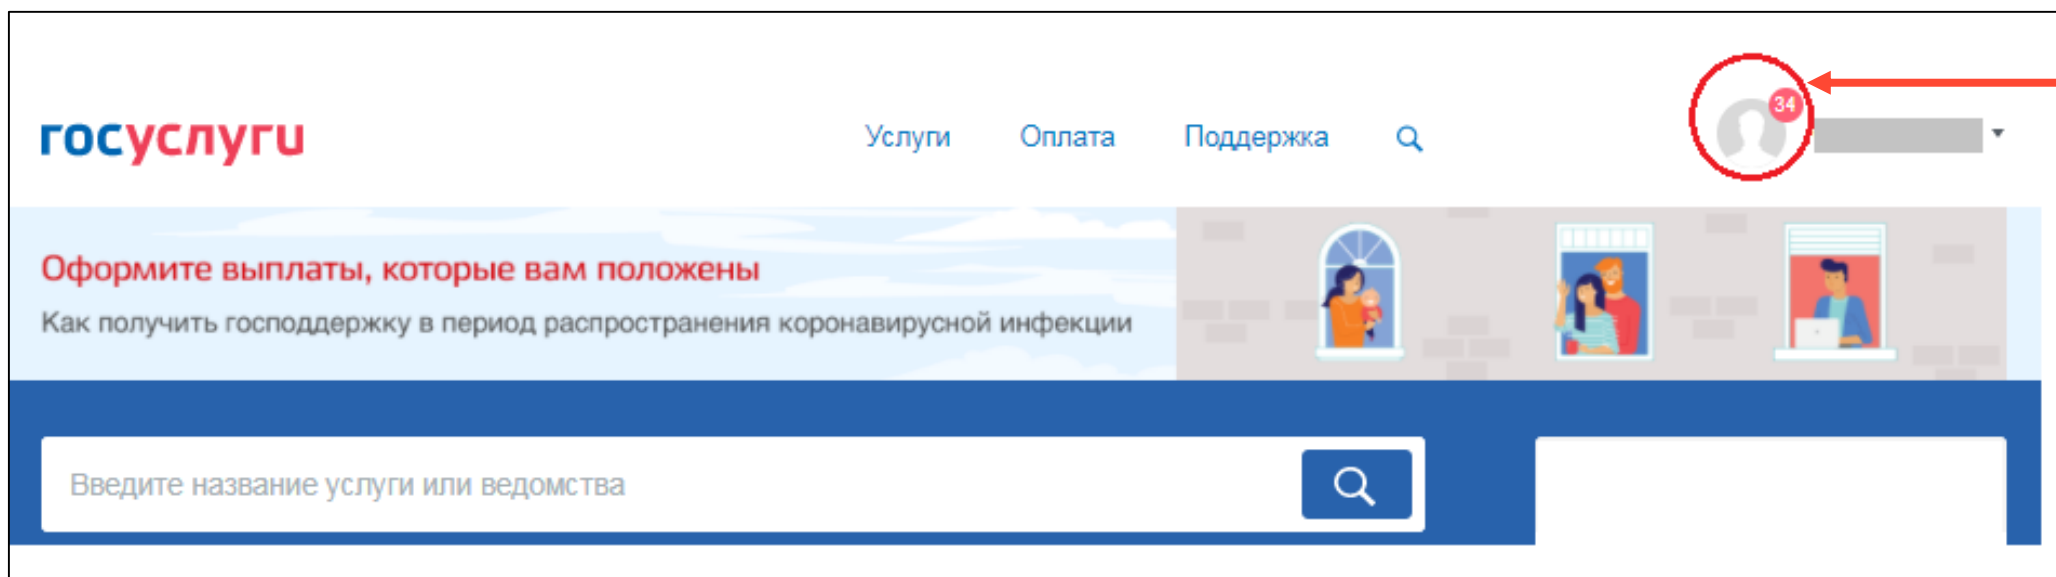 госуслуги
Услуги Оплата Поддержка
34
Оформите выплаты, которые вам положены
Как получить господдержку в период распространения коронавирусной инфекции
Введите название услуги или ведомства